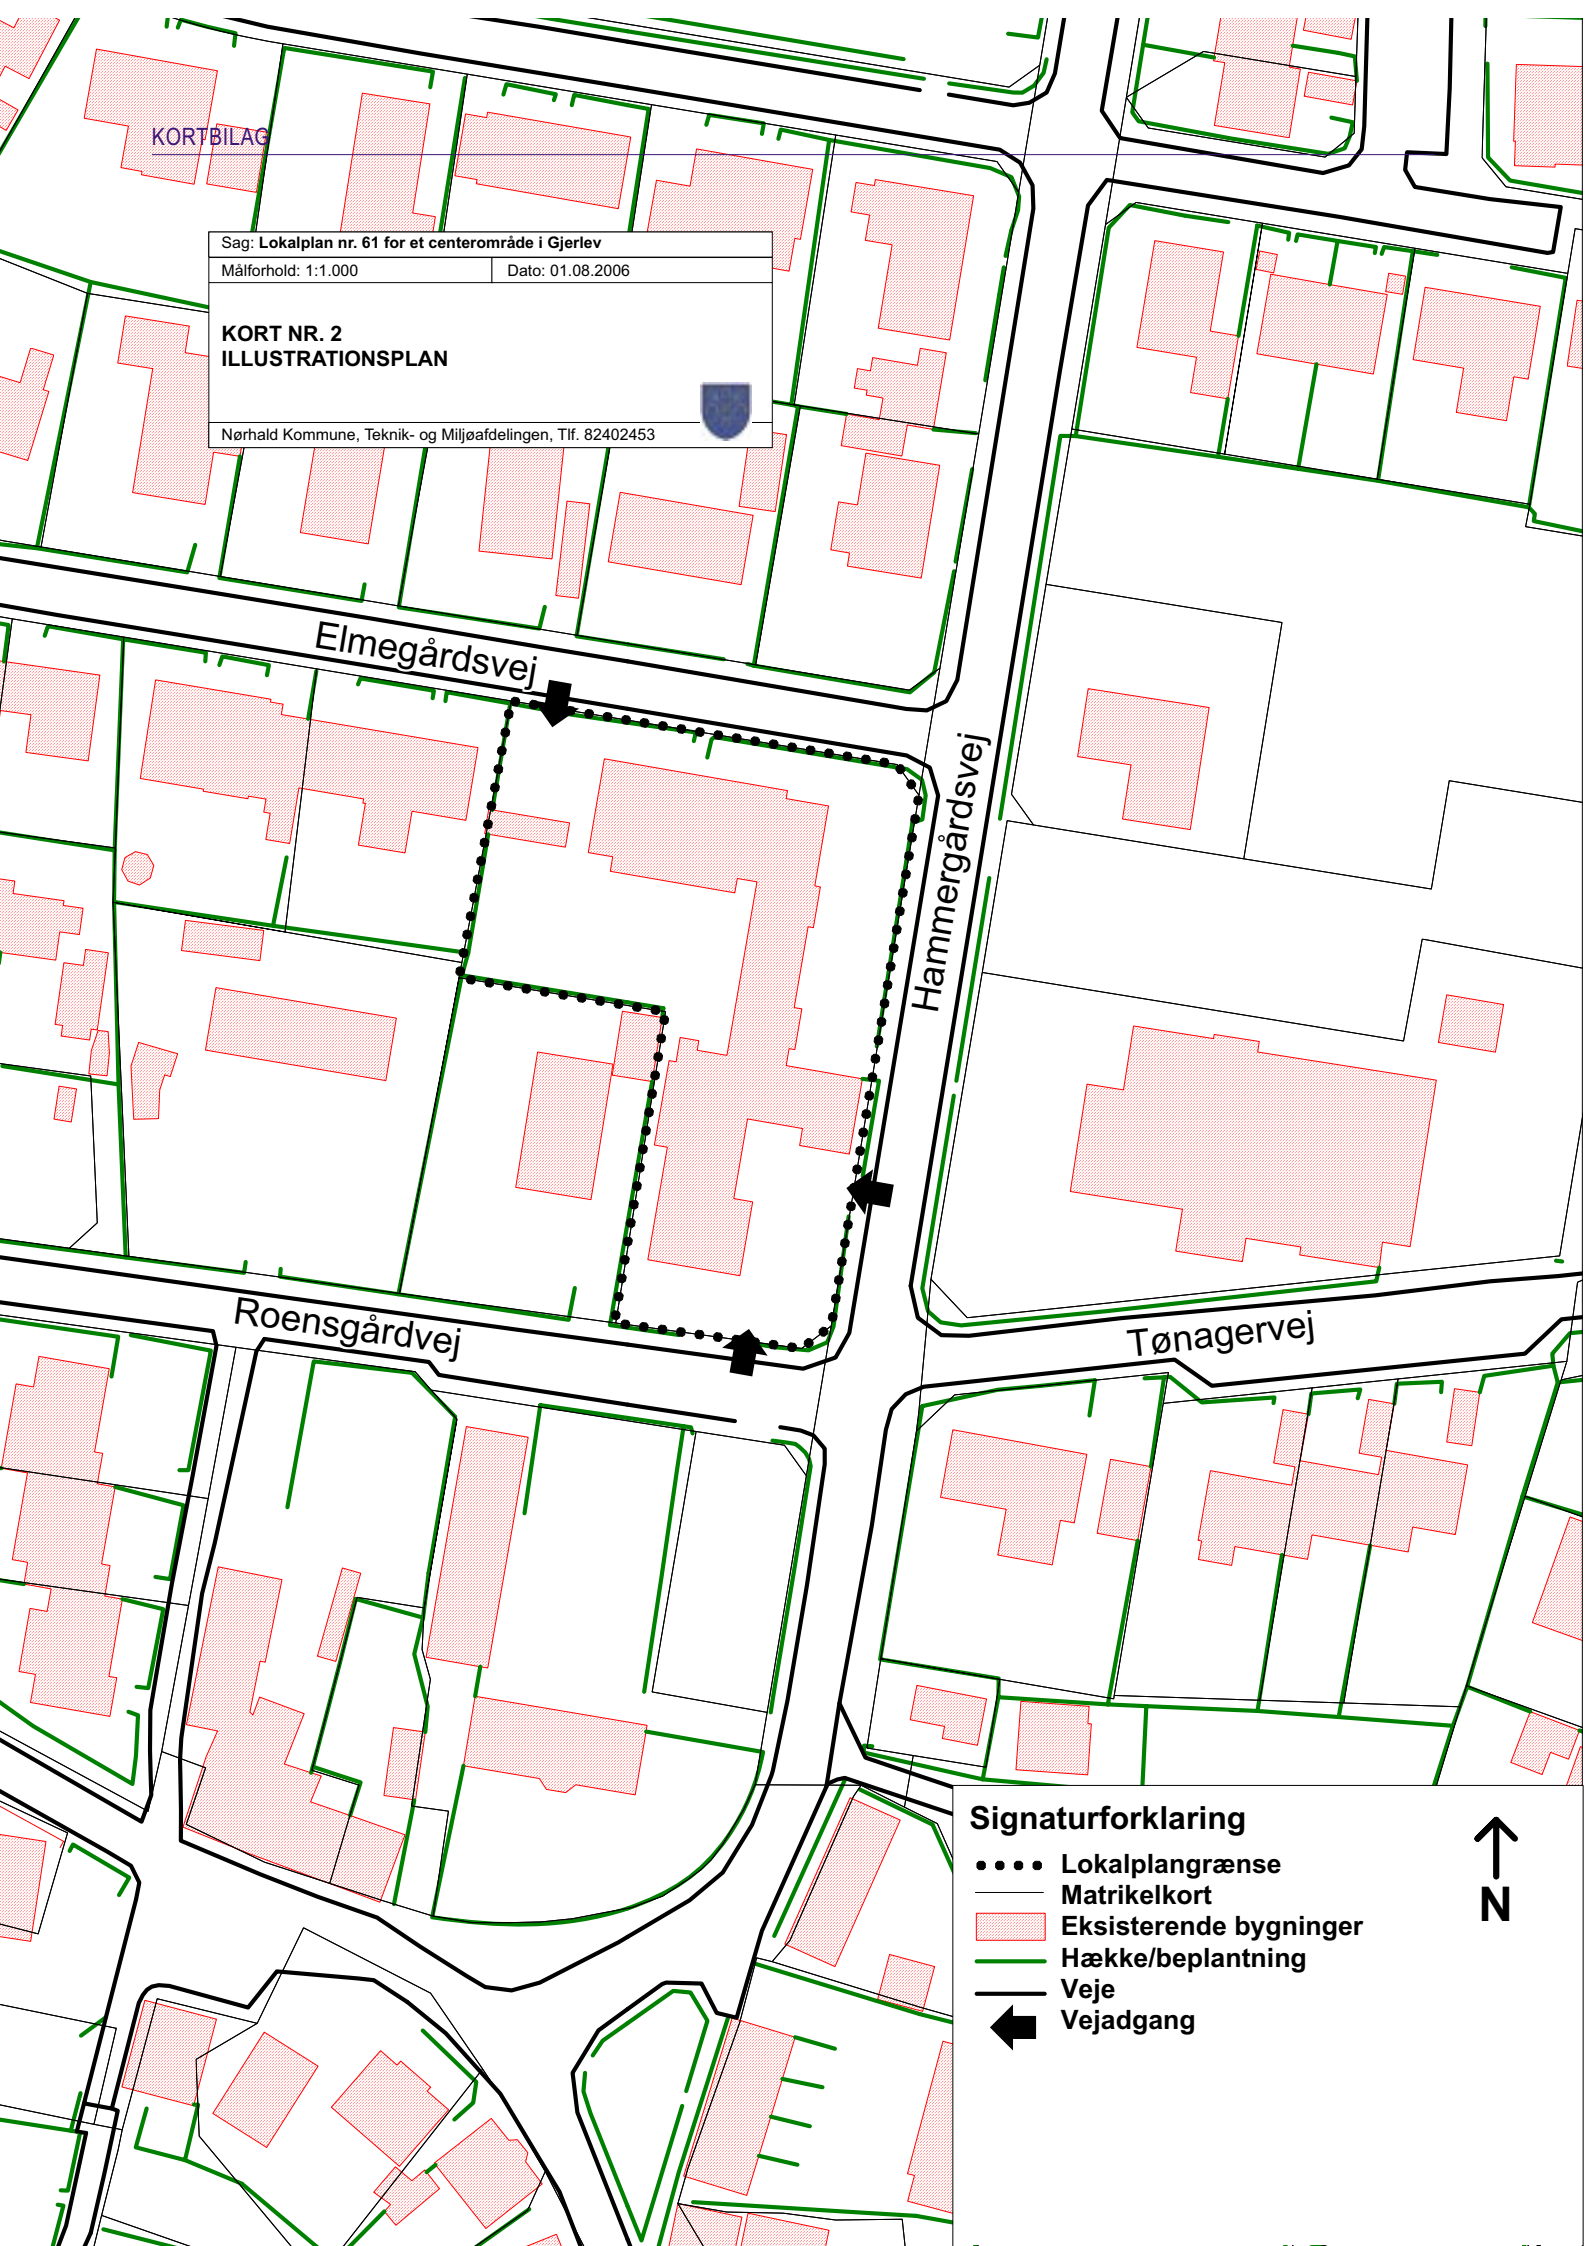 KORTBILAG
Sag: Lokalplan nr. 61 for et centerområde i Gjerlev
Målforhold: 1:1.000
Dato: 01.08.2006
KORT NR. 2
ILLUSTRATIONSPLAN
Nørhald Kommune, Teknik- og Miljøafdelingen, Tlf. 82402453
Elmegårdsvej
Hammergårdsvej
Roensgårdvej
Tønagervej
Signaturforklaring
Lokalplangrænse
Matrikelkort
Eksisterende bygninger
Hække/beplantning
Veje
Vejadgang
N